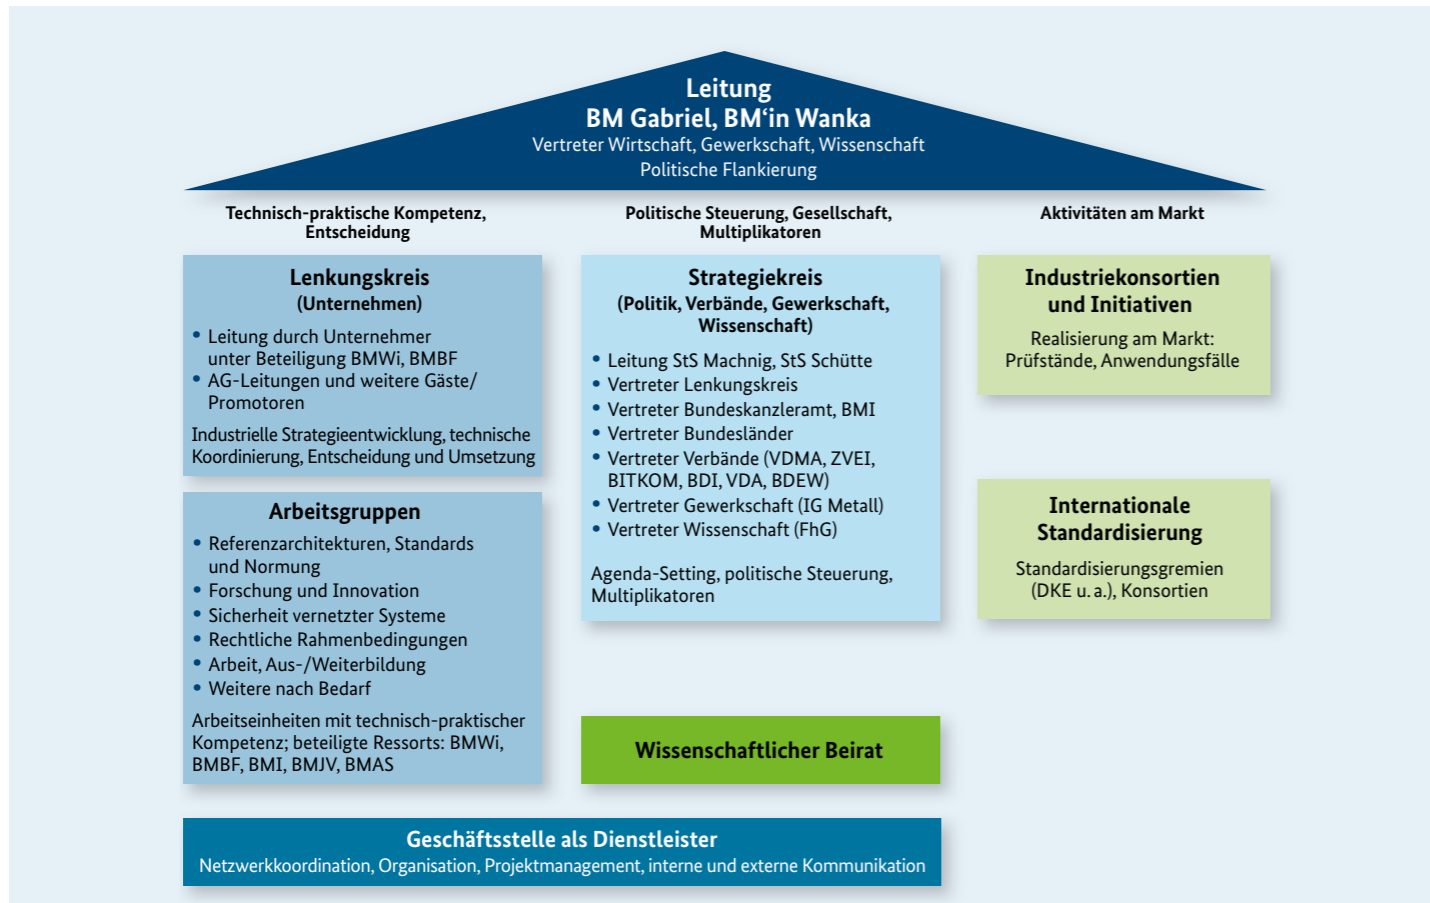 Leitung
BM Gabriel, BM‘in Wanka
Vertreter Wirtschaft, Gewerkschaft, Wissenschaft
Politische Flankierung
Technisch-praktische Kompetenz,
Entscheidung
Lenkungskreis
(Unternehmen)
• Leitung durch Unternehmer
unter Beteiligung BMWi, BMBF
• AG-Leitungen und weitere Gäste/
Promotoren
Industrielle Strategieentwicklung, technische
Koordinierung, Entscheidung und Umsetzung
Arbeitsgruppen
• Referenzarchitekturen, Standards
und Normung
• Forschung und Innovation
• Sicherheit vernetzter Systeme
• Rechtliche Rahmenbedingungen
• Arbeit, Aus-/Weiterbildung
• Weitere nach Bedarf
Arbeitseinheiten mit technisch-praktischer
Kompetenz; beteiligte Ressorts: BMWi,
BMBF, BMI, BMJV, BMAS
Politische Steuerung, Gesellschaft,
Multiplikatoren
Strategiekreis
(Politik, Verbände, Gewerkschaft,
Wissenschaft)
• Leitung StS Machnig, StS Schütte
• Vertreter Lenkungskreis
• Vertreter Bundeskanzleramt, BMI
• Vertreter Bundesländer
• Vertreter Verbände (VDMA, ZVEI,
BITKOM, BDI, VDA, BDEW)
• Vertreter Gewerkschaft (IG Metall)
• Vertreter Wissenschaft (FhG)
Agenda-Setting, politische Steuerung,
Multiplikatoren
Wissenschaftlicher Beirat
Aktivitäten am Markt
Industriekonsortien
und Initiativen
Realisierung am Markt:
Prüfstände, Anwendungsfälle
Internationale
Standardisierung
Standardisierungsgremien
(DKE u. a.), Konsortien
Geschäftsstelle als Dienstleister
Netzwerkkoordination, Organisation, Projektmanagement, interne und externe Kommunikation